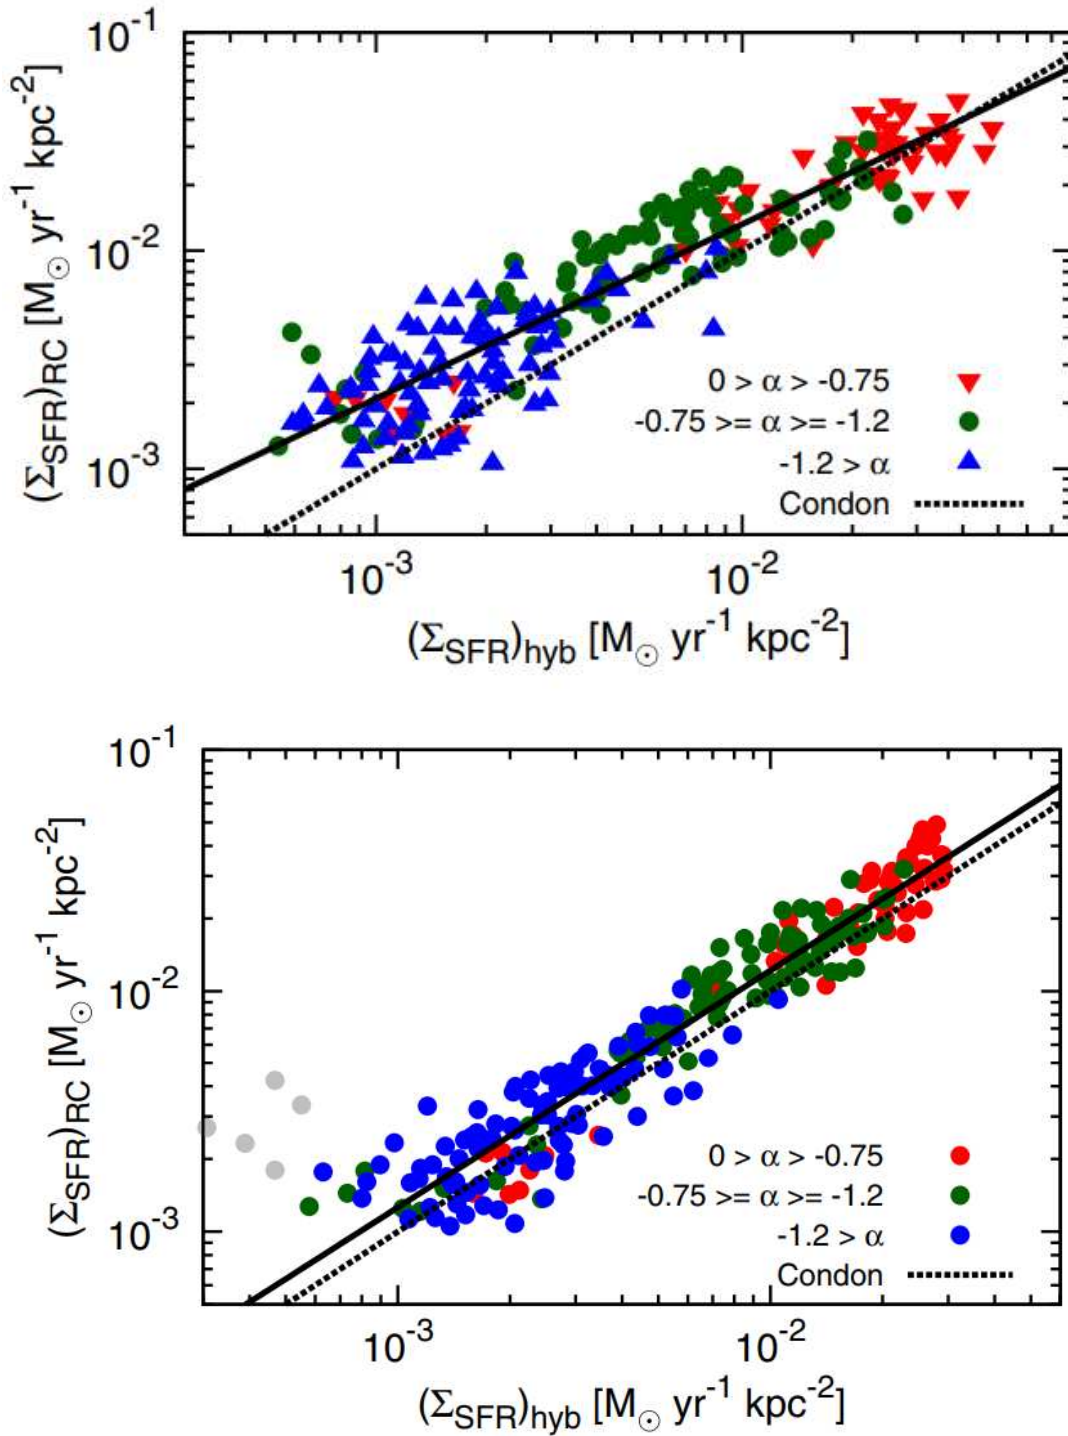 10⁻¹
10⁻²
10⁻³
(Σ_SFR)_RC [M_⊙ yr⁻¹ kpc⁻²]
0 > α > -0.75
-0.75 >= α >= -1.2
-1.2 > α
Condon
10⁻³ 10⁻²
(Σ_SFR)_hyb [M_⊙ yr⁻¹ kpc⁻²]
10⁻¹
10⁻²
10⁻³
(Σ_SFR)_RC [M_⊙ yr⁻¹ kpc⁻²]
0 > α > -0.75
-0.75 >= α >= -1.2
-1.2 > α
Condon
10⁻³ 10⁻²
(Σ_SFR)_hyb [M_⊙ yr⁻¹ kpc⁻²]